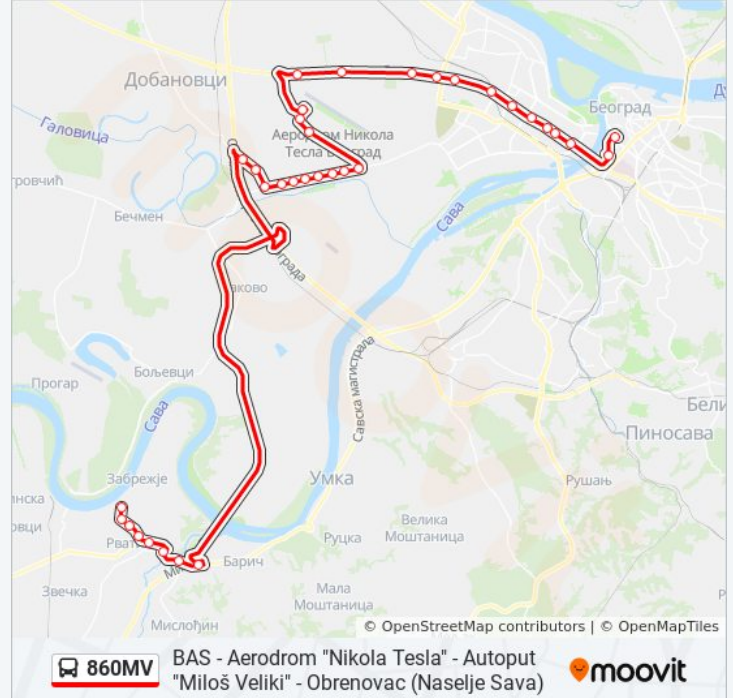 Добановци
Београд
Галовица
Аеродром Никола
Тесла Београд
Бечмен
Сава
Прогар
Бољевци
Сава
Савска магистрала
Пиносава
Забрежје
Умка
Рушањ
Велика
Моштаница
Руцка
Барич
Звечка
Мала
Моштаница
Мислођин
© OpenStreetMap contributors | © OpenMapTiles
860MV
BAS - Aerodrom "Nikola Tesla" - Autoput
"Miloš Veliki" - Obrenovac (Naselje Sava)
moovit